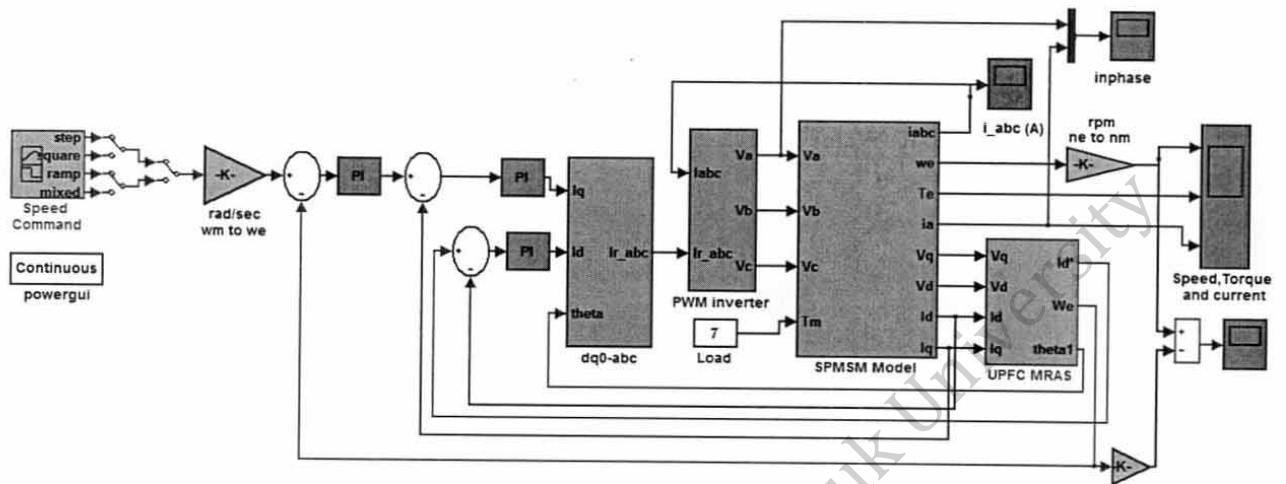 step
square
ramp
mixed
Speed
Command
Continuous
powergui
-K-
rad/sec
wm to we
PI
PI
PI
Iq
Id
theta
Ir_abc
dq0-abc
Iabc
Ir_abc
Va
Vb
Vc
PWM inverter
7
Load
Va
Vb
Vc
Tm
iabc
we
Te
ia
Vq
Vd
Id
Iq
SPMSM Model
Vq
Vd
Id
Iq
Id*
We
theta1
UPFC MRAS
inphase
i_abc (A)
rpm
ne to nm
-K-
Speed,Torque
and current
+
-
-K-
uk University